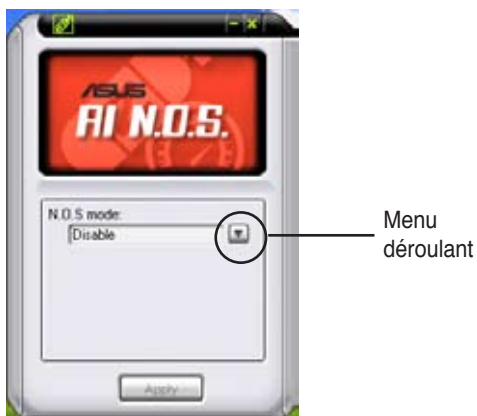 ASUS
AI N.O.S.
N.O.S mode:
Disable
Apply
Menu
déroulant